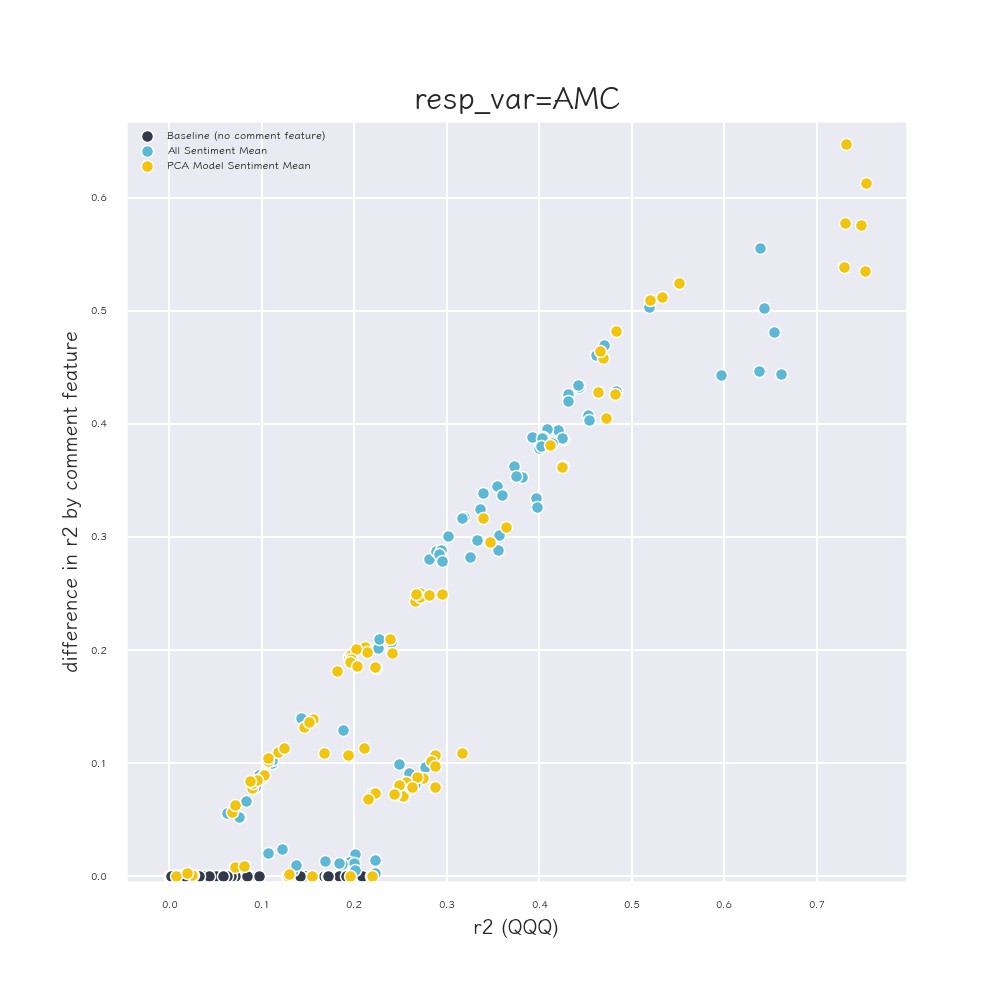 resp_var=AMC
Baseline (no comment feature)
All Sentiment Mean
PCA Model Sentiment Mean
difference in r2 by comment feature
0.6
0.5
0.4
0.3
0.2
0.1
0.0
0.0 0.1 0.2 0.3 0.4 0.5 0.6 0.7
r2 (QQQ)